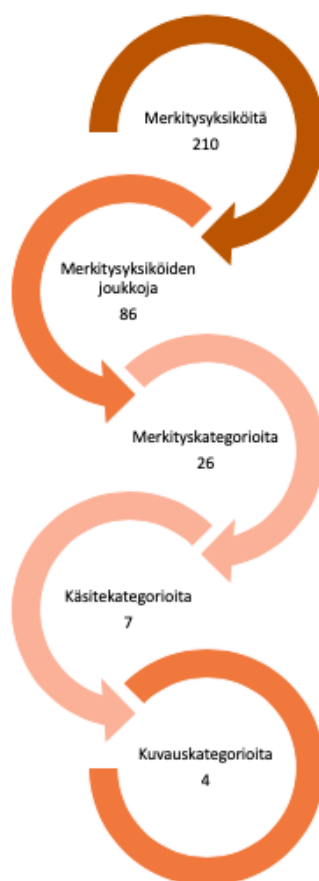 Merkitysyksiköitä
210
Merkitysyksiköiden
joukkoja
86
Merkityskategorioita
26
Käsitekategorioita
7
Kuvauskategorioita
4